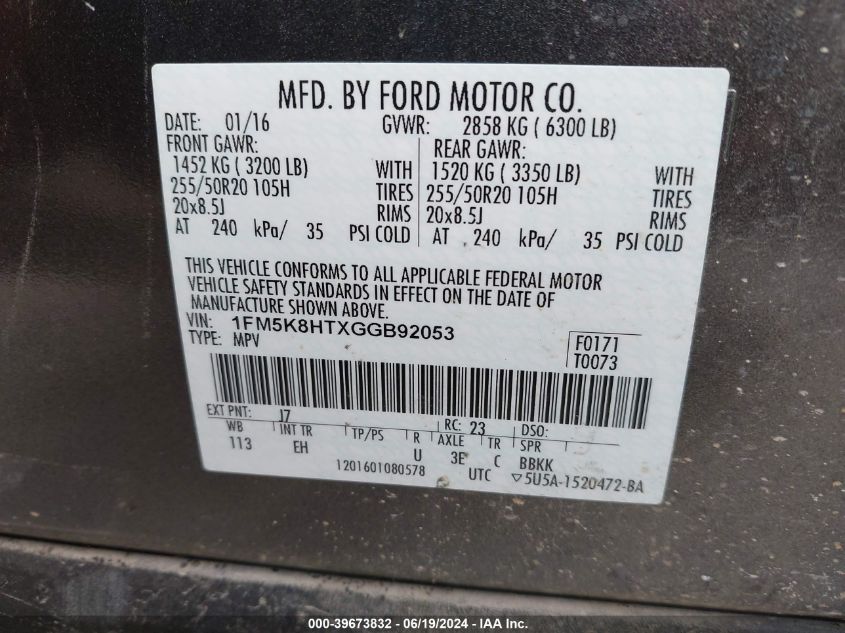 MFD. BY FORD MOTOR CO.
DATE: 01/16 GVWR: 2858 KG ( 6300 LB)
FRONT GAWR: REAR GAWR:
1452 KG ( 3200 LB) WITH 1520 KG ( 3350 LB) WITH
255/50R20 105H TIRES 255/50R20 105H TIRES
20x8.5J RIMS 20x8.5J RIMS
AT 240 kPa/ 35 PSI COLD AT 240 kPa/ 35 PSI COLD
THIS VEHICLE CONFORMS TO ALL APPLICABLE FEDERAL MOTOR
VEHICLE SAFETY STANDARDS IN EFFECT ON THE DATE OF
MANUFACTURE SHOWN ABOVE.
VIN: 1FM5K8HTXGGB92053
TYPE: MPV
F0171
T0073
EXT PNT: J7 RC: 23 DSO:
WB INT TR TP/PS R AXLE TR SPR
113 EH U 3E C BBKK
1201601080578 UTC ▽5U5A-1520472-BA
000-39673832 - 06/19/2024 - IAA Inc.